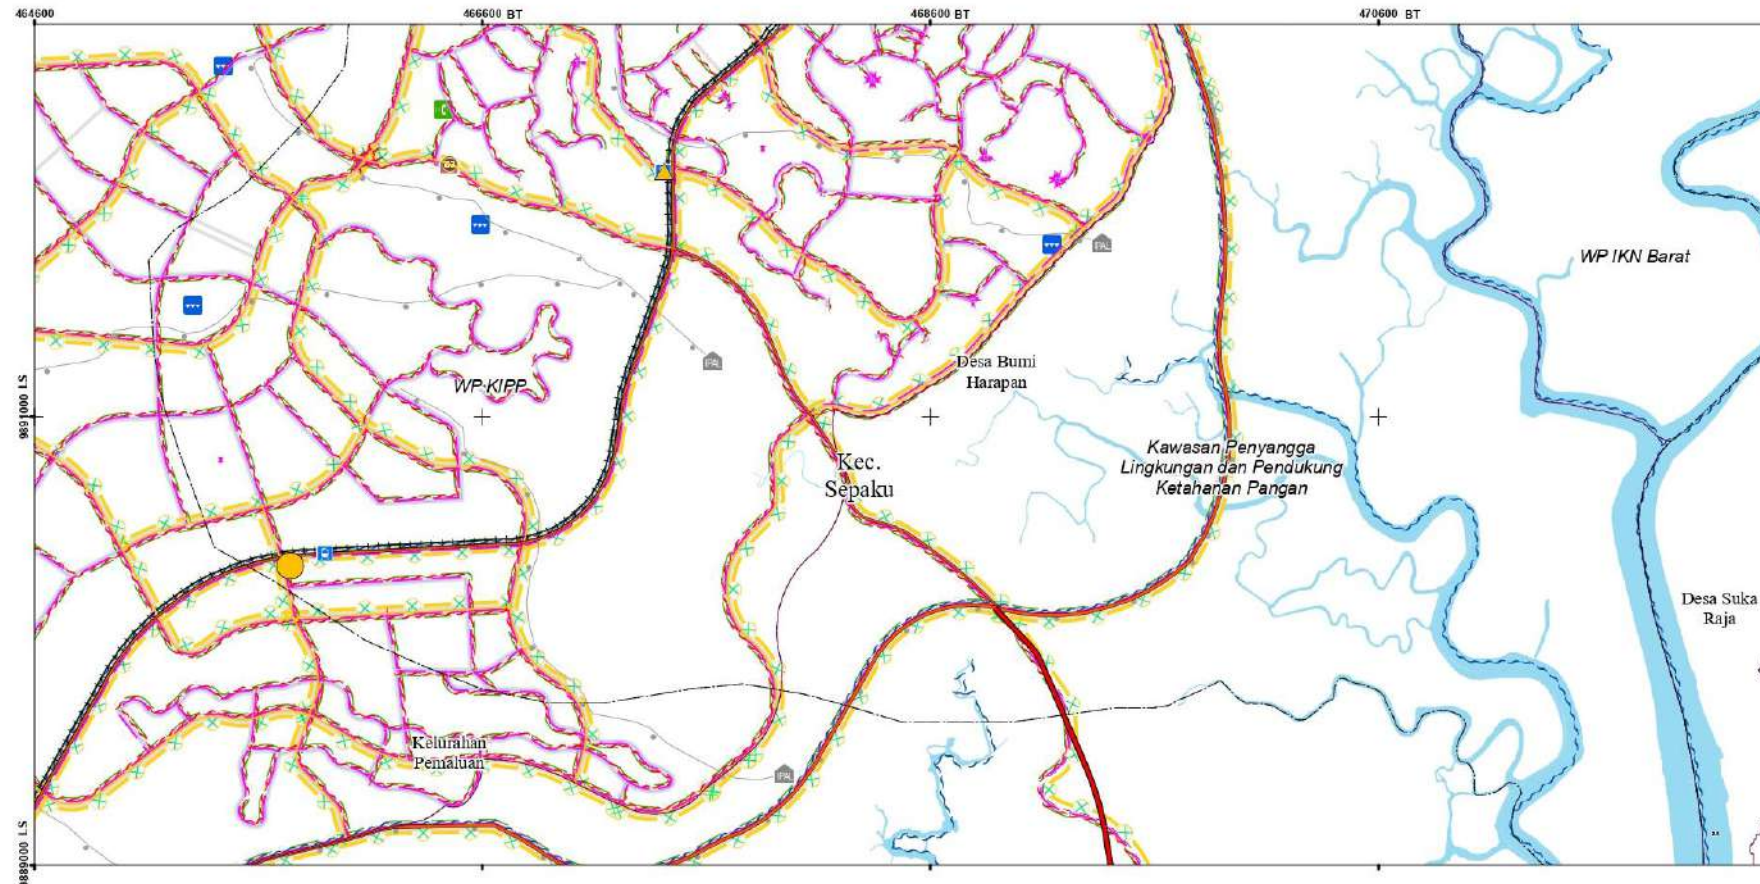 464600
466600 BT
468600 BT
470600 BT
WP IKN Barat
IPAL
Desa Bumi
Harapan
IPAL
WP KIPP
9891000 LS
Kawasan Penyangga
Lingkungan dan Pendukung
Ketahanan Pangan
Kec.
Sepaku
Desa Suka
Raja
Kelurahan
Pemaluan
IPAL
9889000 LS